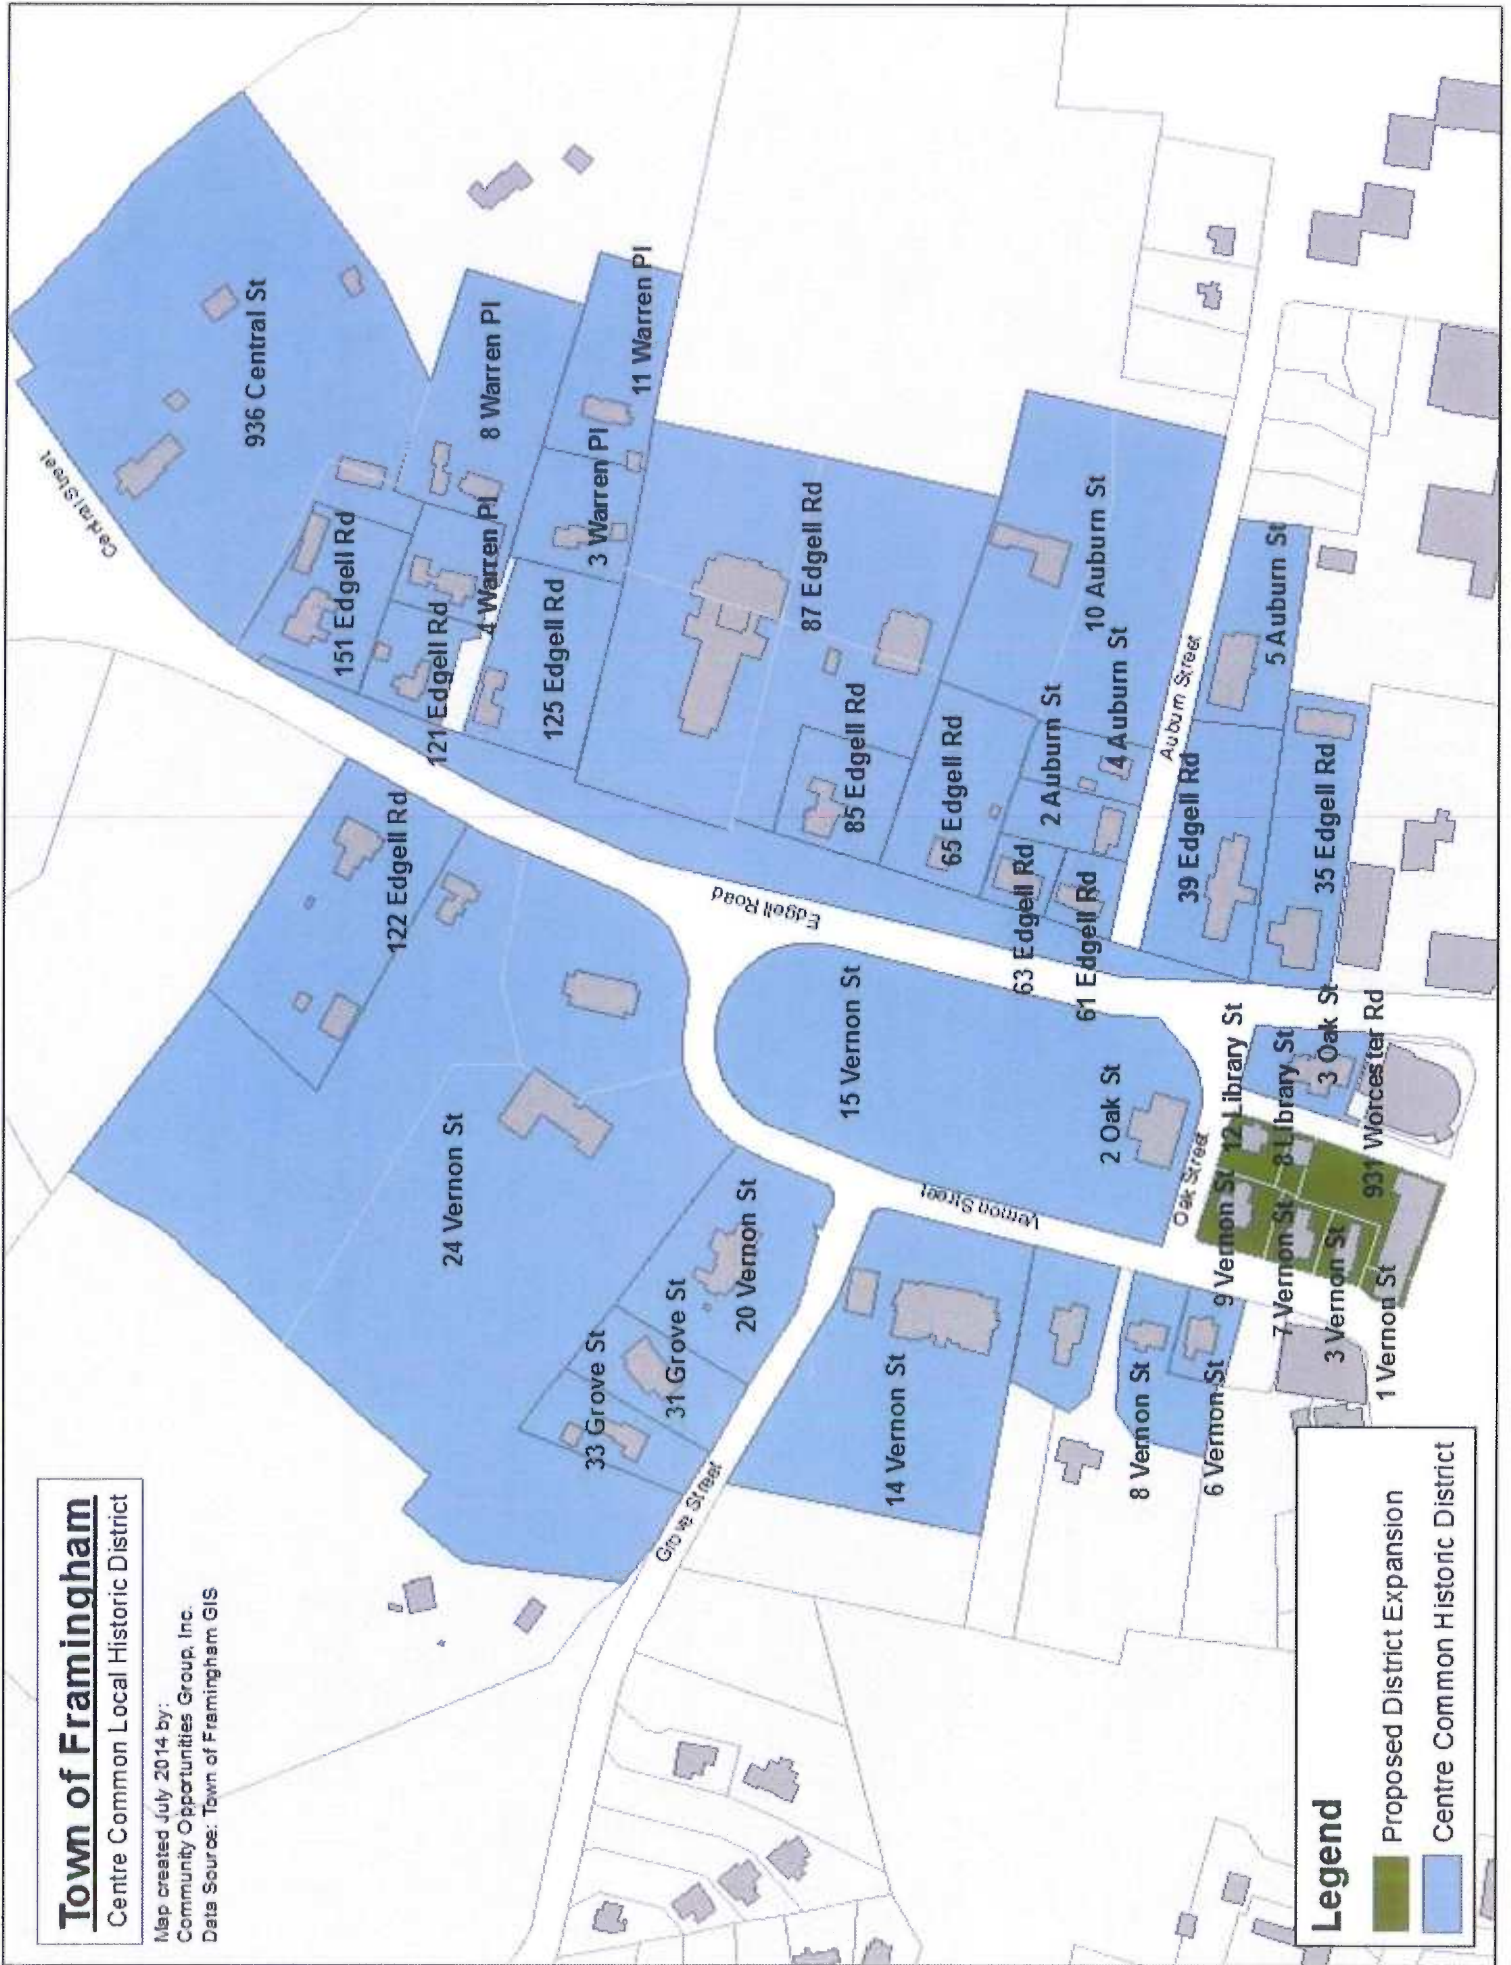 Town of Framingham
Centre Common Local Historic District
Map created July 2014 by:
Community Opportunities Group, Inc.
Data Source: Town of Framingham GIS
Central Street
936 Central St
151 Edgell Rd
8 Warren Pl
4 Warren Pl
121 Edgell Rd
11 Warren Pl
3 Warren Pl
125 Edgell Rd
122 Edgell Rd
87 Edgell Rd
85 Edgell Rd
Edgell Road
24 Vernon St
65 Edgell Rd
10 Auburn St
2 Auburn St
4 Auburn St
63 Edgell Rd
61 Edgell Rd
Auburn Street
5 Auburn St
39 Edgell Rd
35 Edgell Rd
15 Vernon St
2 Oak St
Vernon Street
Oak Street
20 Vernon St
31 Grove St
33 Grove St
Grove Street
14 Vernon St
8 Vernon St
6 Vernon St
12 Library St
8 Library St
3 Oak St
931 Worcester Rd
9 Vernon St
7 Vernon St
3 Vernon St
1 Vernon St
Legend
Proposed District Expansion
Centre Common Historic District